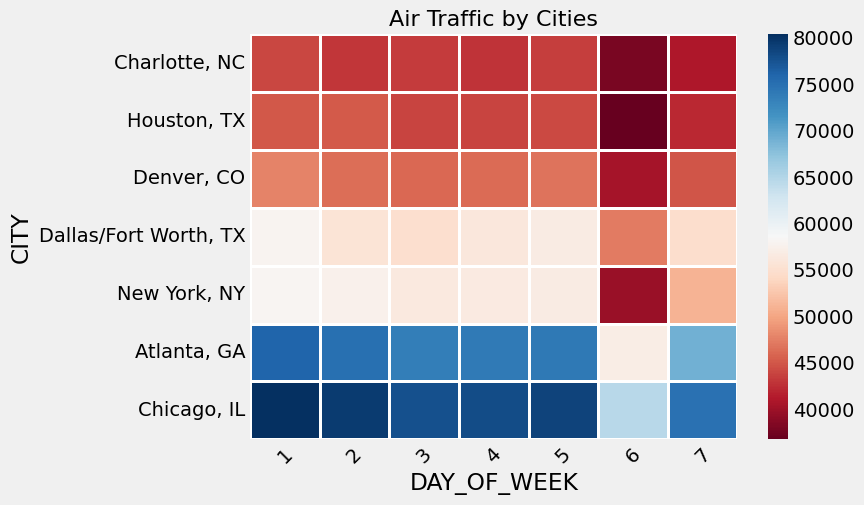 Air Traffic by Cities
CITY
Charlotte, NC
Houston, TX
Denver, CO
Dallas/Fort Worth, TX
New York, NY
Atlanta, GA
Chicago, IL
1 2 3 4 5 6 7
DAY_OF_WEEK
80000
75000
70000
65000
60000
55000
50000
45000
40000